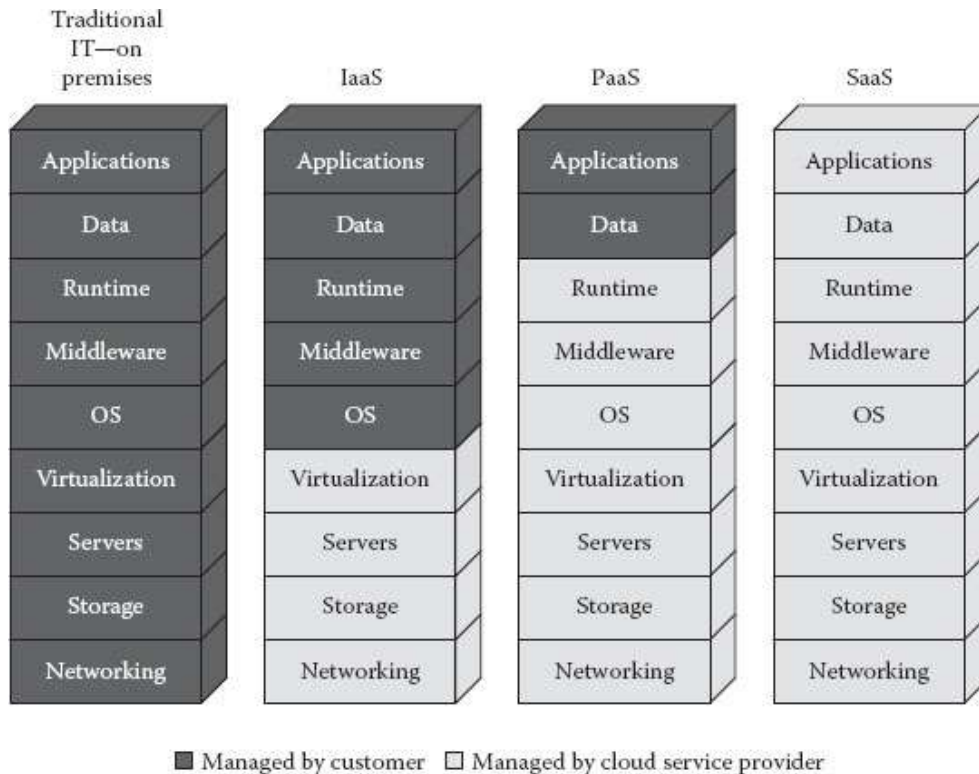 Traditional
IT—on
premises
IaaS
PaaS
SaaS
Applications
Data
Runtime
Middleware
OS
Virtualization
Servers
Storage
Networking
Applications
Data
Runtime
Middleware
OS
Virtualization
Servers
Storage
Networking
Applications
Data
Runtime
Middleware
OS
Virtualization
Servers
Storage
Networking
Applications
Data
Runtime
Middleware
OS
Virtualization
Servers
Storage
Networking
Managed by customer
Managed by cloud service provider